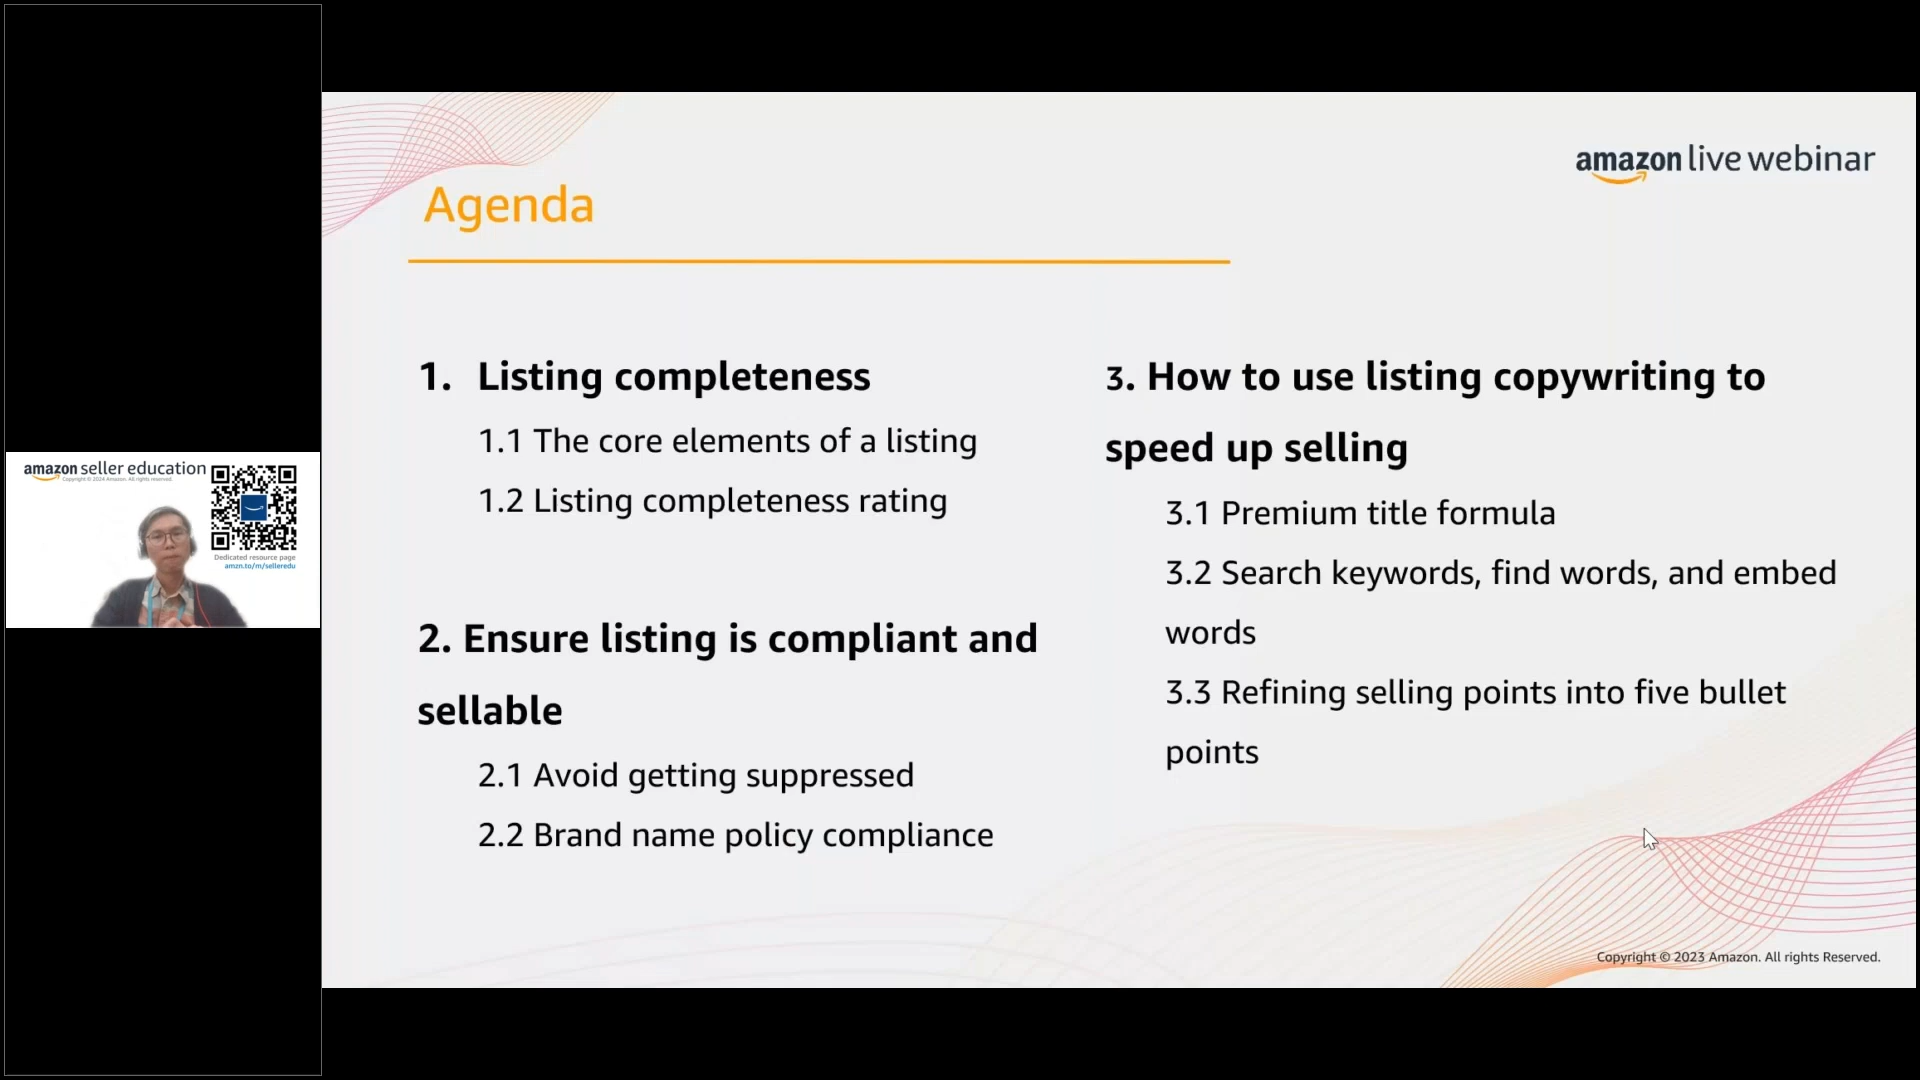 amazon seller education
Copyright © 2024 Amazon. All rights reserved.
Dedicated resource page
amzn.to/m/selleredu
amazon live webinar
Agenda
1. Listing completeness
1.1 The core elements of a listing
1.2 Listing completeness rating
2. Ensure listing is compliant and
sellable
2.1 Avoid getting suppressed
2.2 Brand name policy compliance
3. How to use listing copywriting to
speed up selling
3.1 Premium title formula
3.2 Search keywords, find words, and embed
words
3.3 Refining selling points into five bullet
points
Copyright © 2023 Amazon. All rights Reserved.